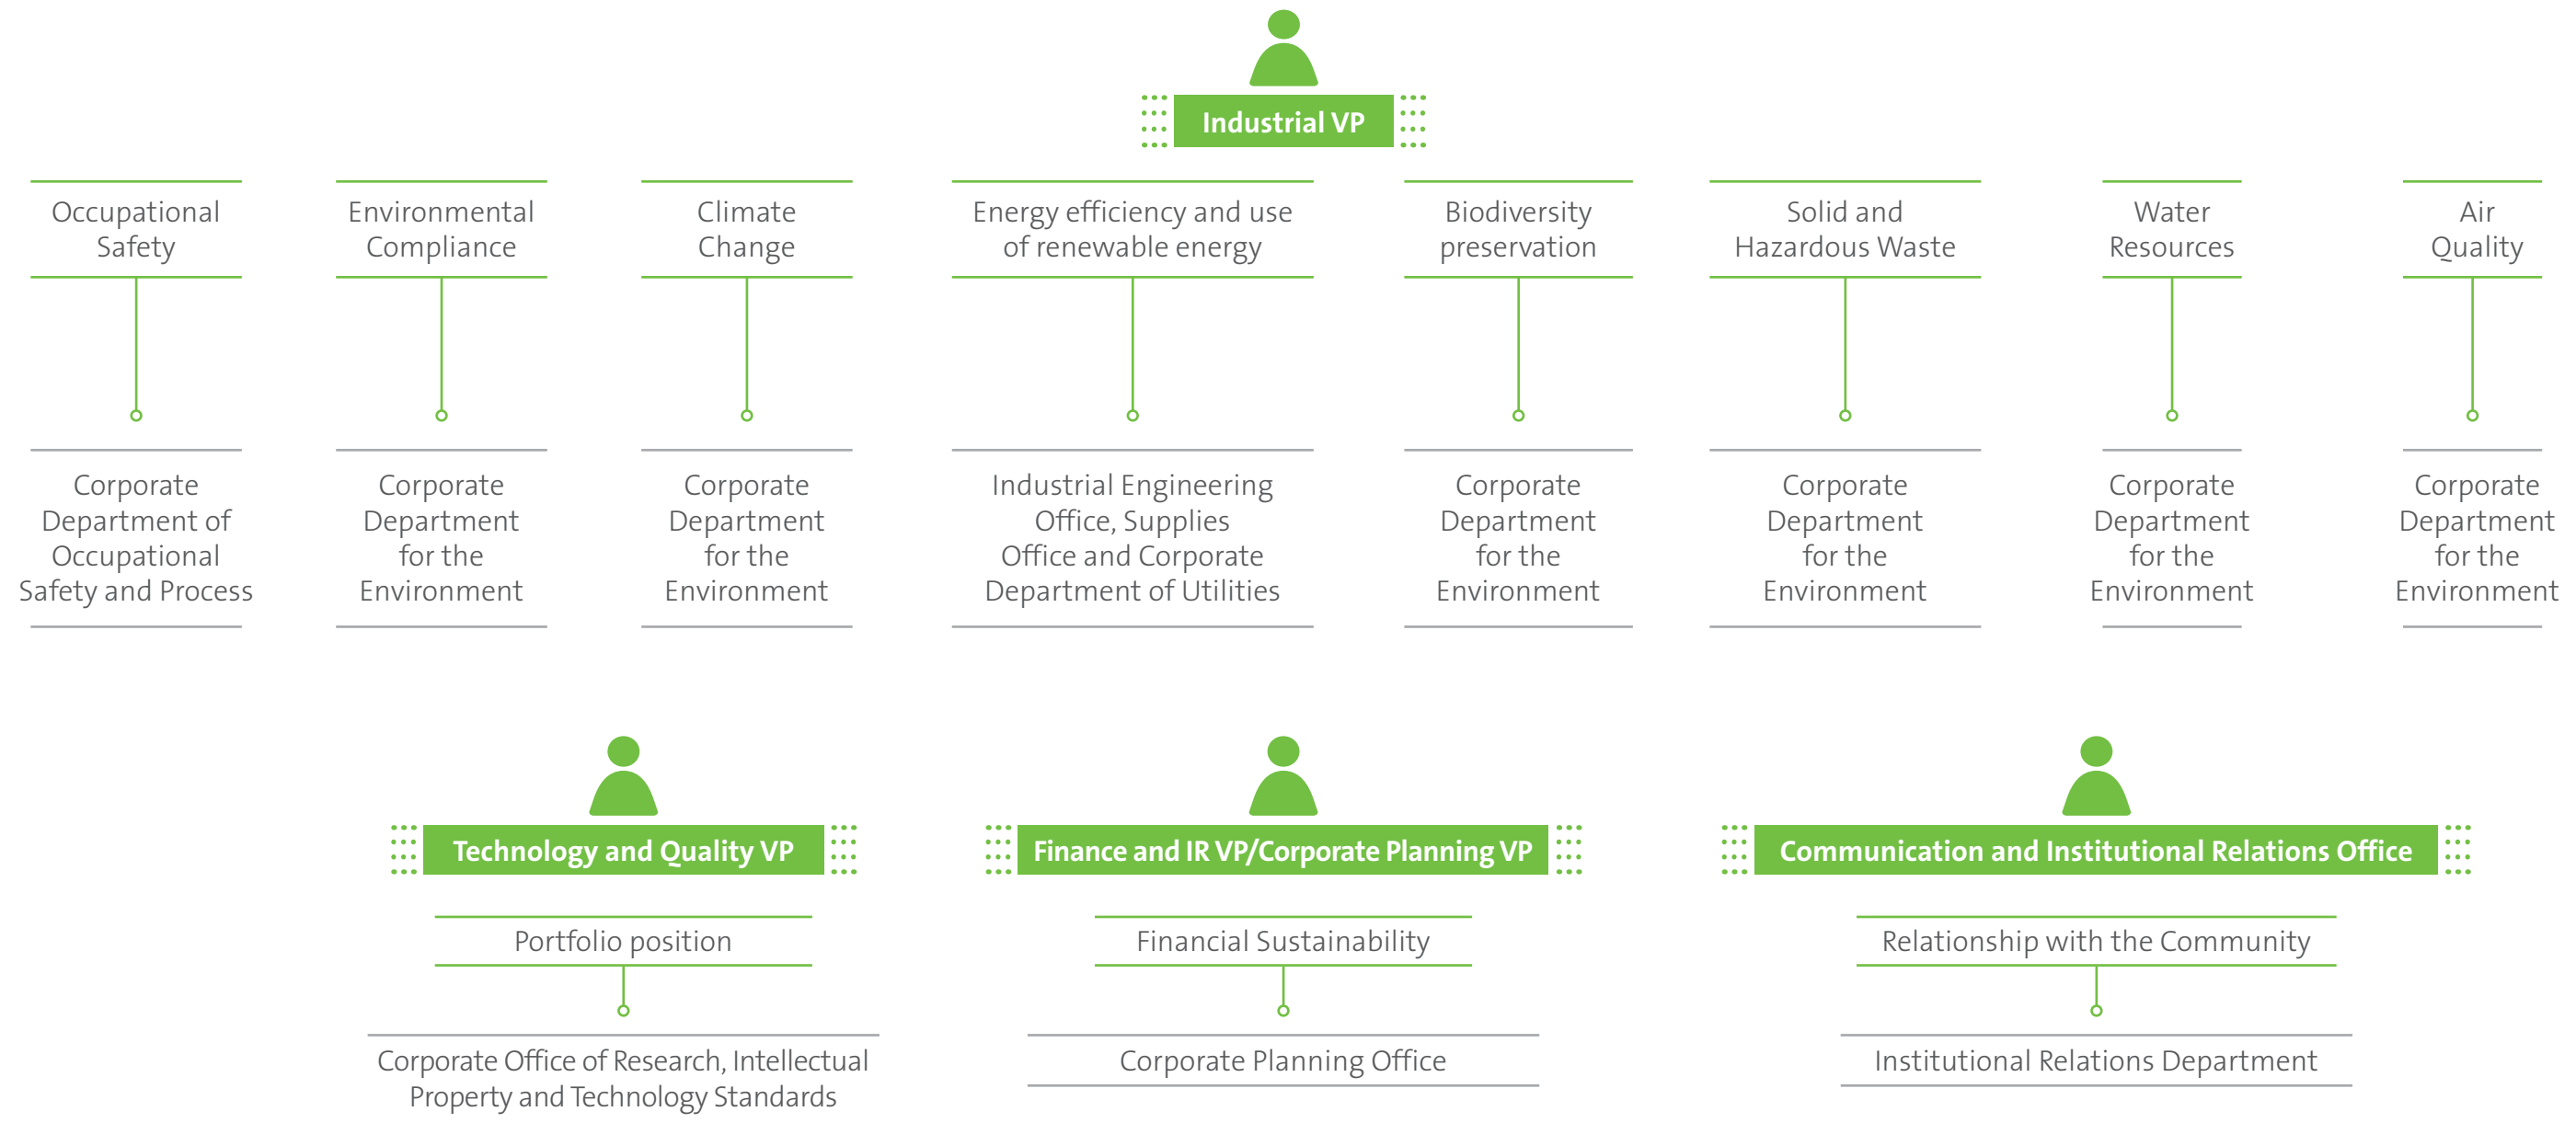 Industrial VP
Occupational
Safety
Environmental
Compliance
Climate
Change
Energy efficiency and use
of renewable energy
Biodiversity
preservation
Solid and
Hazardous Waste
Water
Resources
Air
Quality
Corporate
Department of
Occupational
Safety and Process
Corporate
Department
for the
Environment
Corporate
Department
for the
Environment
Industrial Engineering
Office, Supplies
Office and Corporate
Department of Utilities
Corporate
Department
for the
Environment
Corporate
Department
for the
Environment
Corporate
Department
for the
Environment
Corporate
Department
for the
Environment
Technology and Quality VP
Portfolio position
Corporate Office of Research, Intellectual
Property and Technology Standards
Finance and IR VP/Corporate Planning VP
Financial Sustainability
Corporate Planning Office
Communication and Institutional Relations Office
Relationship with the Community
Institutional Relations Department